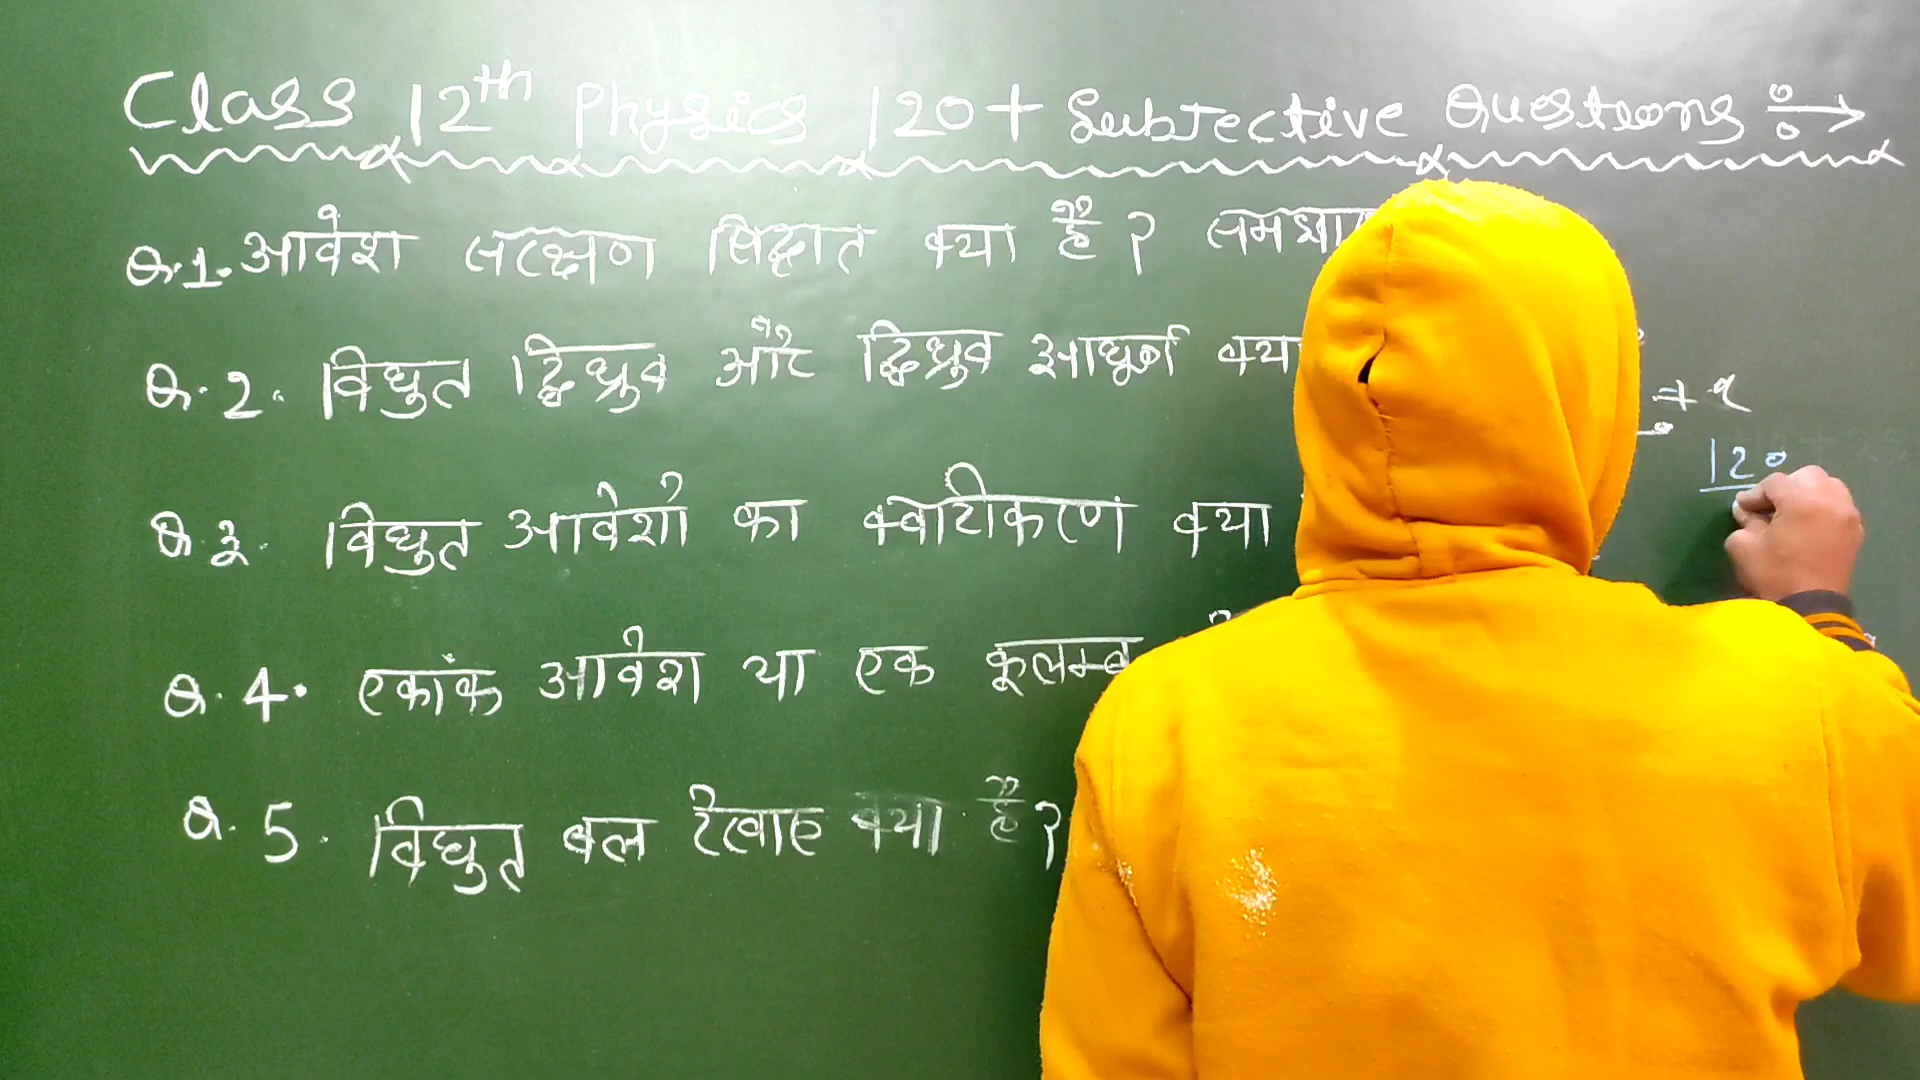 Class 12th Physics 120+ Subjective Questions
Q.1. आवेश संरक्षण सिद्धांत क्या है?
Q.2. विधुत द्विध्रुव और द्विध्रुव आघूर्ण क्या
Q.3. विधुत आवेशों का क्वांटीकरण क्या
Q.4. एकांक आवेश या एक कूलम्ब
Q.5. विधुत बल रेखाए क्या है?
120